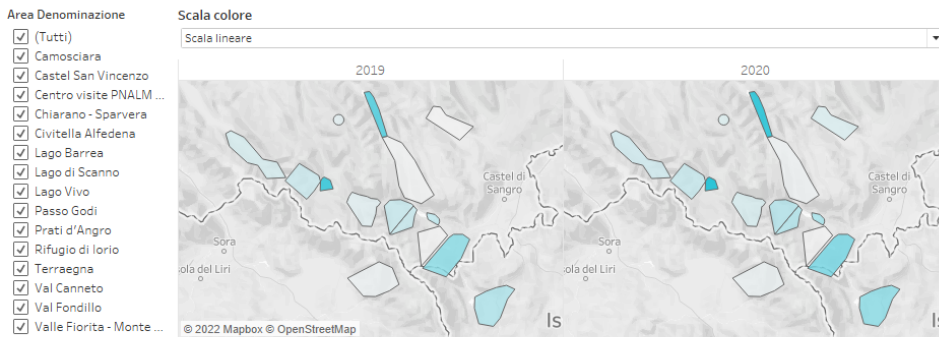 Area Denominazione
(Tutti)
Camosciara
Castel San Vincenzo
Centro visite PNALM ...
Chiarano - Sparvera
Civitella Alfedena
Lago Barrea
Lago di Scanno
Lago Vivo
Passo Godi
Prati d'Angro
Rifugio di Iorio
Terraegna
Val Canneto
Val Fondillo
Valle Fiorita - Monte ...
Scala colore
Scala lineare
2019
Castel di
Sangro
Sora
ola del Liri
Is
© 2022 Mapbox © OpenStreetMap
2020
Castel di
Sangro
Sora
sola del Liri
Is